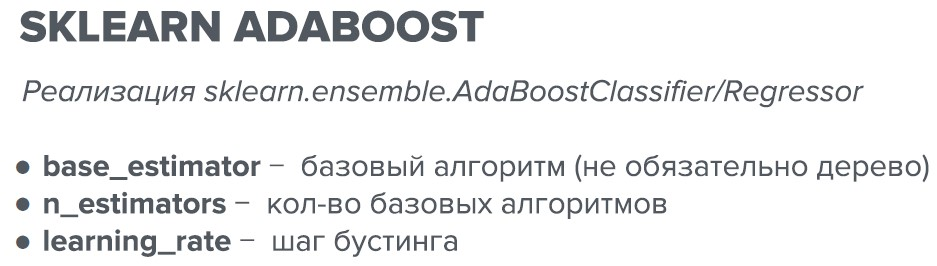 SKLEARN ADABOOST
Реализация sklearn.ensemble.AdaBoostClassifier/Regressor
● base_estimator – базовый алгоритм (не обязательно дерево)
● n_estimators – кол-во базовых алгоритмов
● learning_rate – шаг бустинга